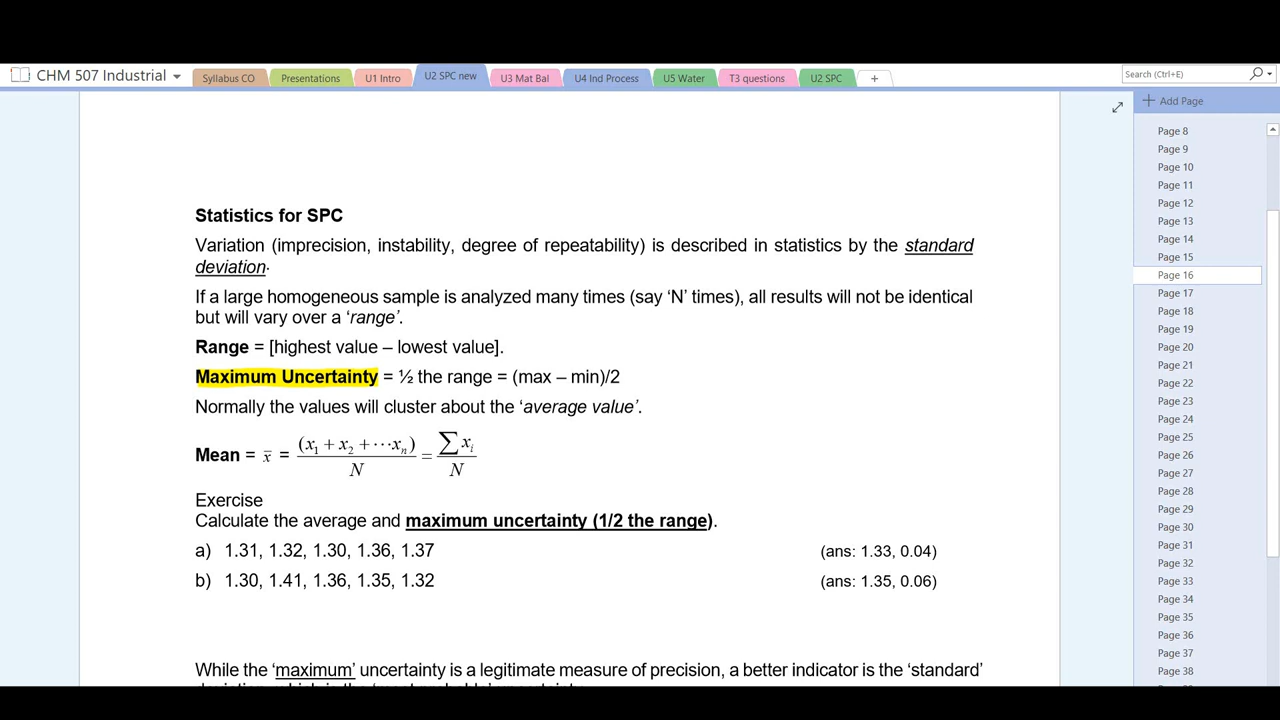 CHM 507 Industrial
Syllabus CO
Presentations
U1 Intro
U2 SPC new
U3 Mat Bal
U4 Ind Process
U5 Water
T3 questions
U2 SPC
+
Search (Ctrl+E)
Add Page
Statistics for SPC
Variation (imprecision, instability, degree of repeatability) is described in statistics by the standard
deviation.
If a large homogeneous sample is analyzed many times (say ‘N’ times), all results will not be identical
but will vary over a ‘range’.
Range = [highest value – lowest value].
Maximum Uncertainty = ½ the range = (max – min)/2
Normally the values will cluster about the ‘average value’.
Mean = x̄ = (x₁ + x₂ + ⋯xₙ) / N = ∑ xᵢ / N
Exercise
Calculate the average and maximum uncertainty (1/2 the range).
a) 1.31, 1.32, 1.30, 1.36, 1.37 (ans: 1.33, 0.04)
b) 1.30, 1.41, 1.36, 1.35, 1.32 (ans: 1.35, 0.06)
While the ‘maximum’ uncertainty is a legitimate measure of precision, a better indicator is the ‘standard’
Page 8
Page 9
Page 10
Page 11
Page 12
Page 13
Page 14
Page 15
Page 16
Page 17
Page 18
Page 19
Page 20
Page 21
Page 22
Page 23
Page 24
Page 25
Page 26
Page 27
Page 28
Page 29
Page 30
Page 31
Page 32
Page 33
Page 34
Page 35
Page 36
Page 37
Page 38